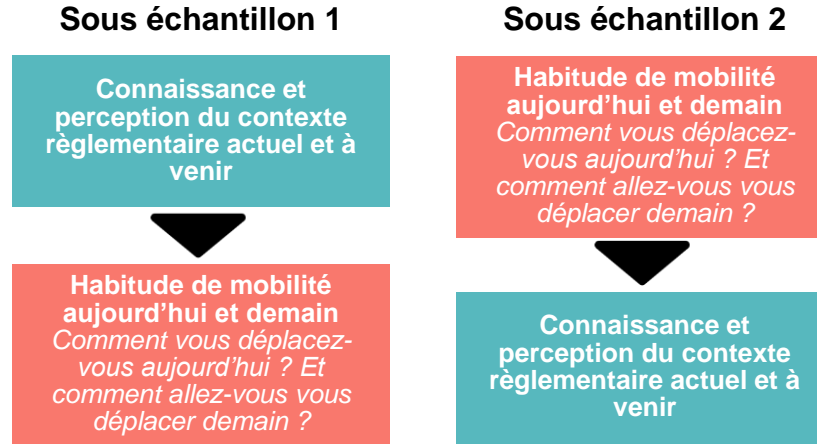 Sous échantillon 1
Connaissance et
perception du contexte
règlementaire actuel et à
venir
Habitude de mobilité
aujourd'hui et demain
Comment vous déplacez-
vous aujourd'hui ? Et
comment allez-vous vous
déplacer demain ?
Sous échantillon 2
Habitude de mobilité
aujourd'hui et demain
Comment vous déplacez-
vous aujourd'hui ? Et
comment allez-vous vous
déplacer demain ?
Connaissance et
perception du contexte
règlementaire actuel et à
venir